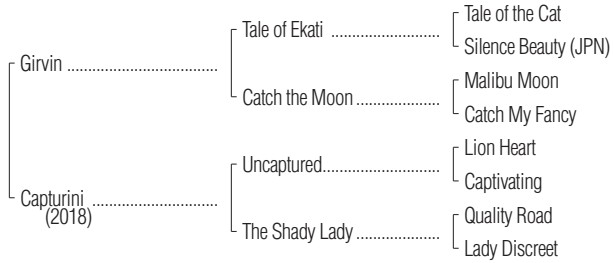 Tale of the Cat
Tale of Ekati ........................
Silence Beauty (JPN)
Girvin ..........................................
Malibu Moon
Catch the Moon .......................
Catch My Fancy
Lion Heart
Uncaptured.................................
Captivating
Capturini ...................................
(2018)
Quality Road
The Shady Lady .......................
Lady Discreet